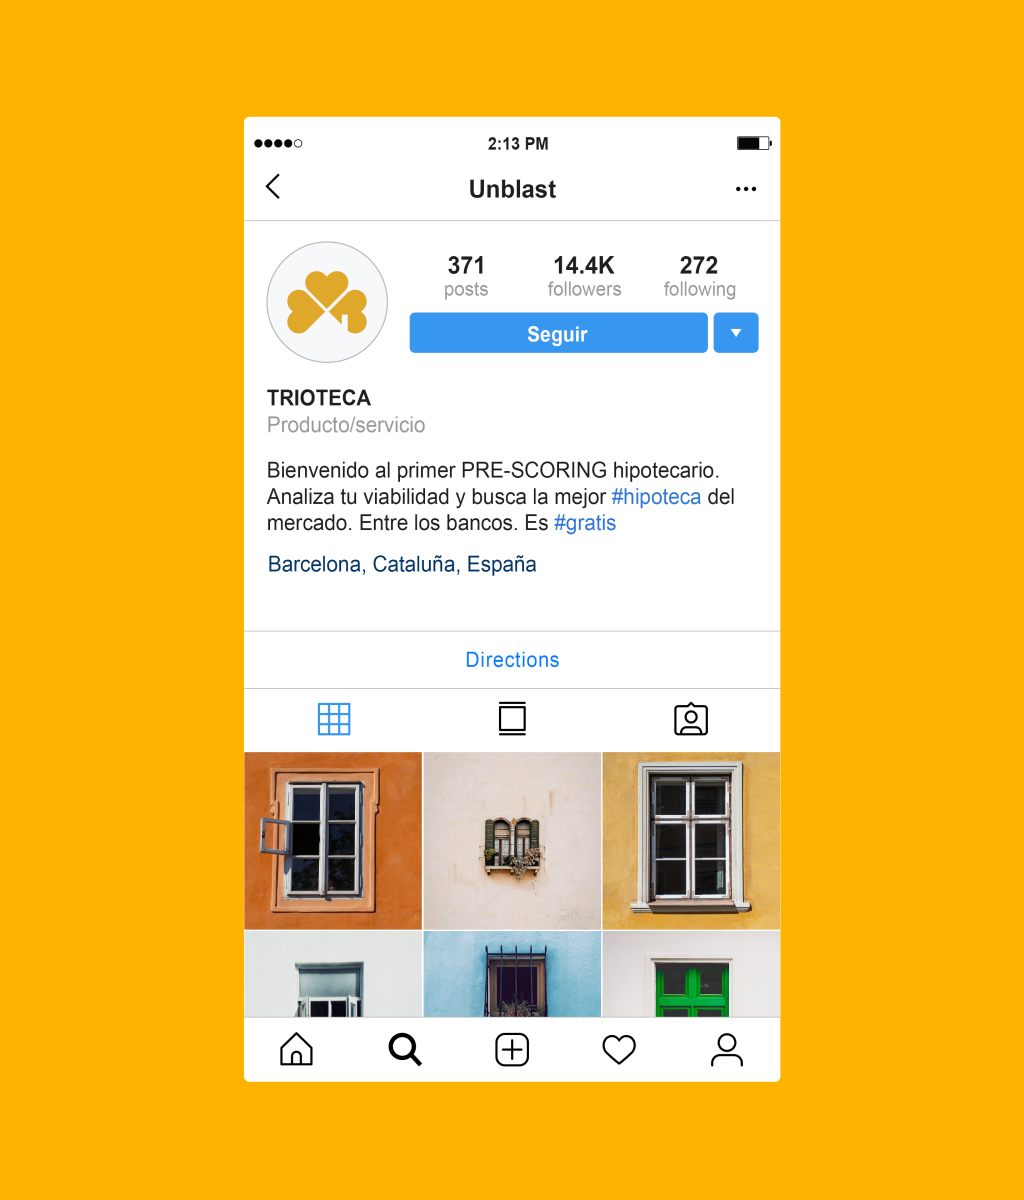 2:13 PM
Unblast
371 14.4K 272
posts followers following
Seguir
TRIOTECA
Producto/servicio
Bienvenido al primer PRE-SCORING hipotecario.
Analiza tu viabilidad y busca la mejor #hipoteca del
mercado. Entre los bancos. Es #gratis
Barcelona, Cataluña, España
Directions